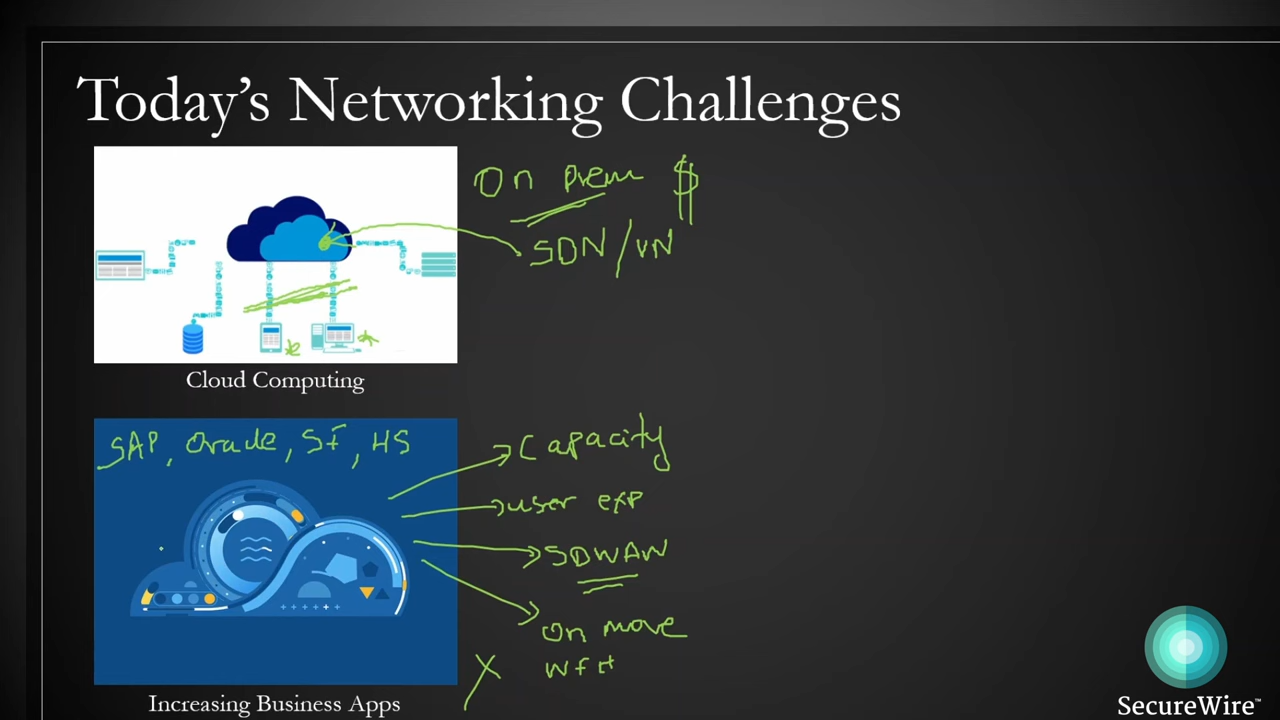 Today's Networking Challenges
On Prem $
SDN/VN
Cloud Computing
SAP, Oracle, SF, HS
Capacity
user exp
SDWAN
On move
WFH
X
Increasing Business Apps
SecureWire™